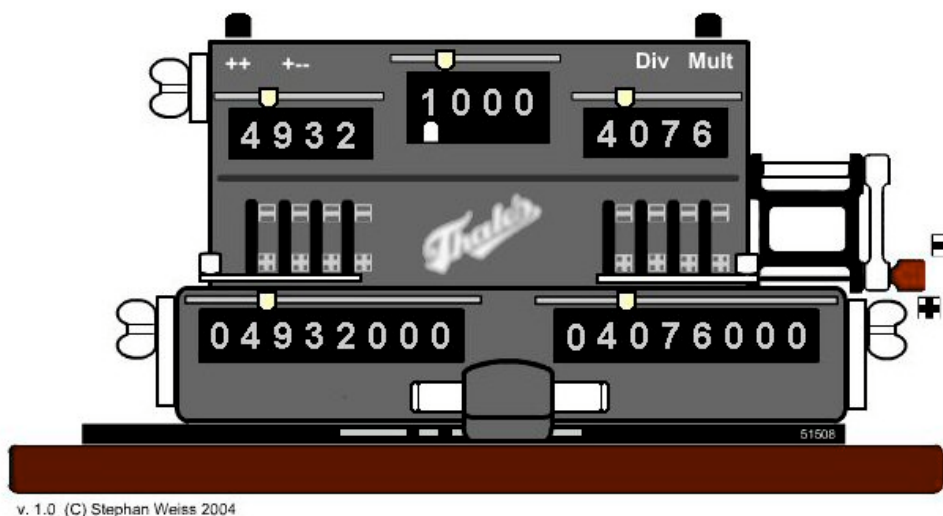 ++ +-- Div Mult
1000
4932 4076
Thales
04932000 04076000
51508
v. 1.0 (C) Stephan Weiss 2004